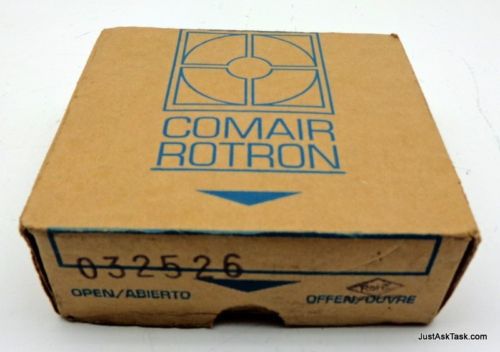 COMAIR
ROTRON
032526
OPEN/ABIERTO
OFFEN/OUVRE
JustAskTask.com